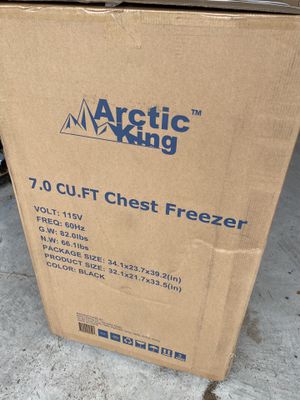 Arctic
King™
7.0 CU.FT Chest Freezer
VOLT: 115V
FREQ: 60Hz
G.W: 82.0lbs
N.W: 66.1lbs
PACKAGE SIZE: 34.1x23.7x39.2(in)
PRODUCT SIZE: 32.1x21.7x33.5(in)
COLOR: BLACK